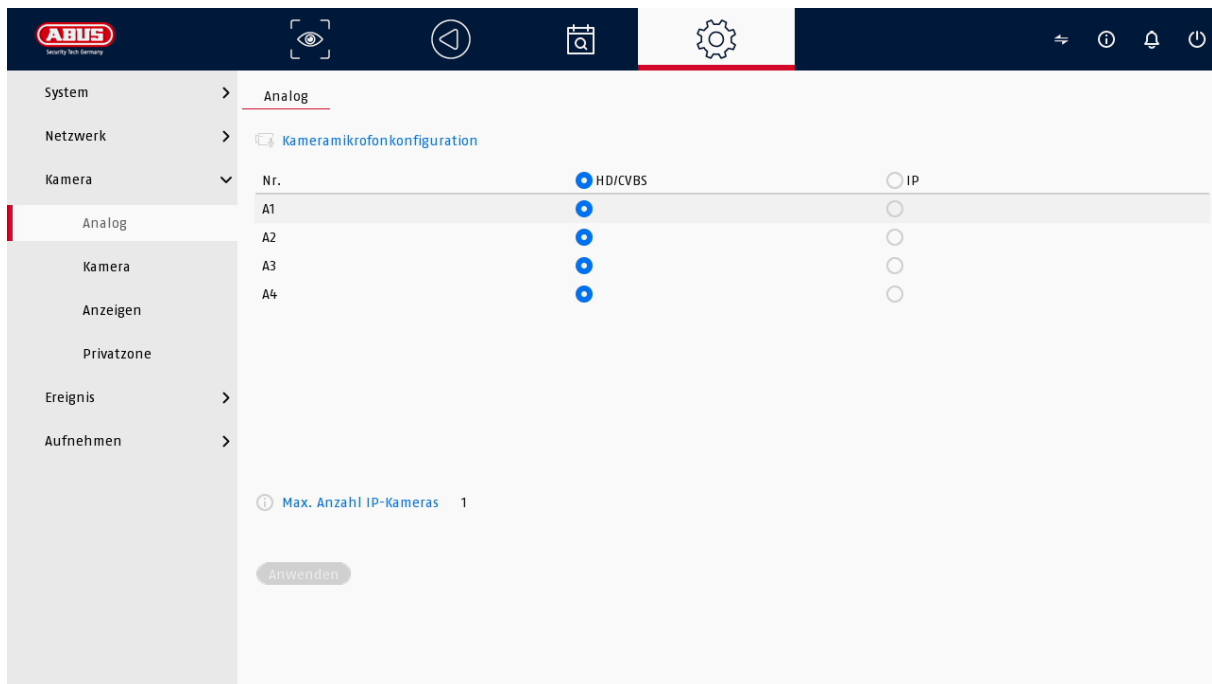 ABUS
Security Tech Germany
System
Netzwerk
Kamera
Analog
Kamera
Anzeigen
Privatzone
Ereignis
Aufnehmen
Analog
Kameramikrofonkonfiguration
Nr. HD/CVBS IP
A1
A2
A3
A4
Max. Anzahl IP-Kameras 1
Anwenden